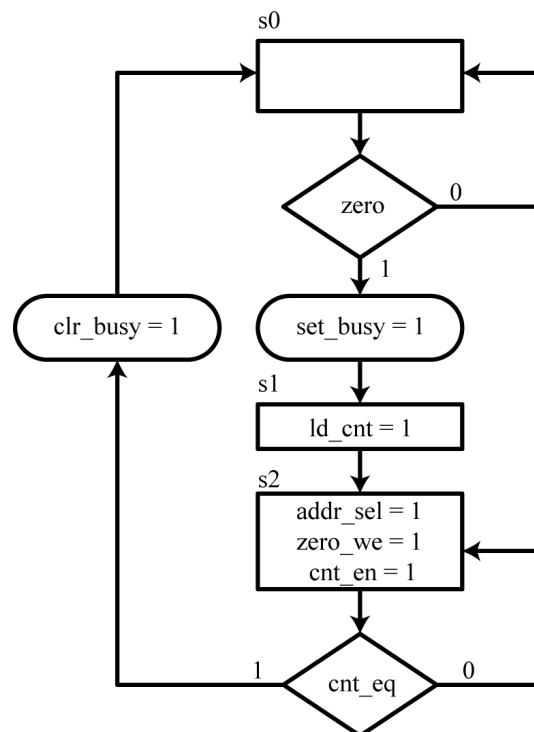 s0
zero
0
1
clr_busy = 1
set_busy = 1
s1
ld_cnt = 1
s2
addr_sel = 1
zero_we = 1
cnt_en = 1
1
cnt_eq
0